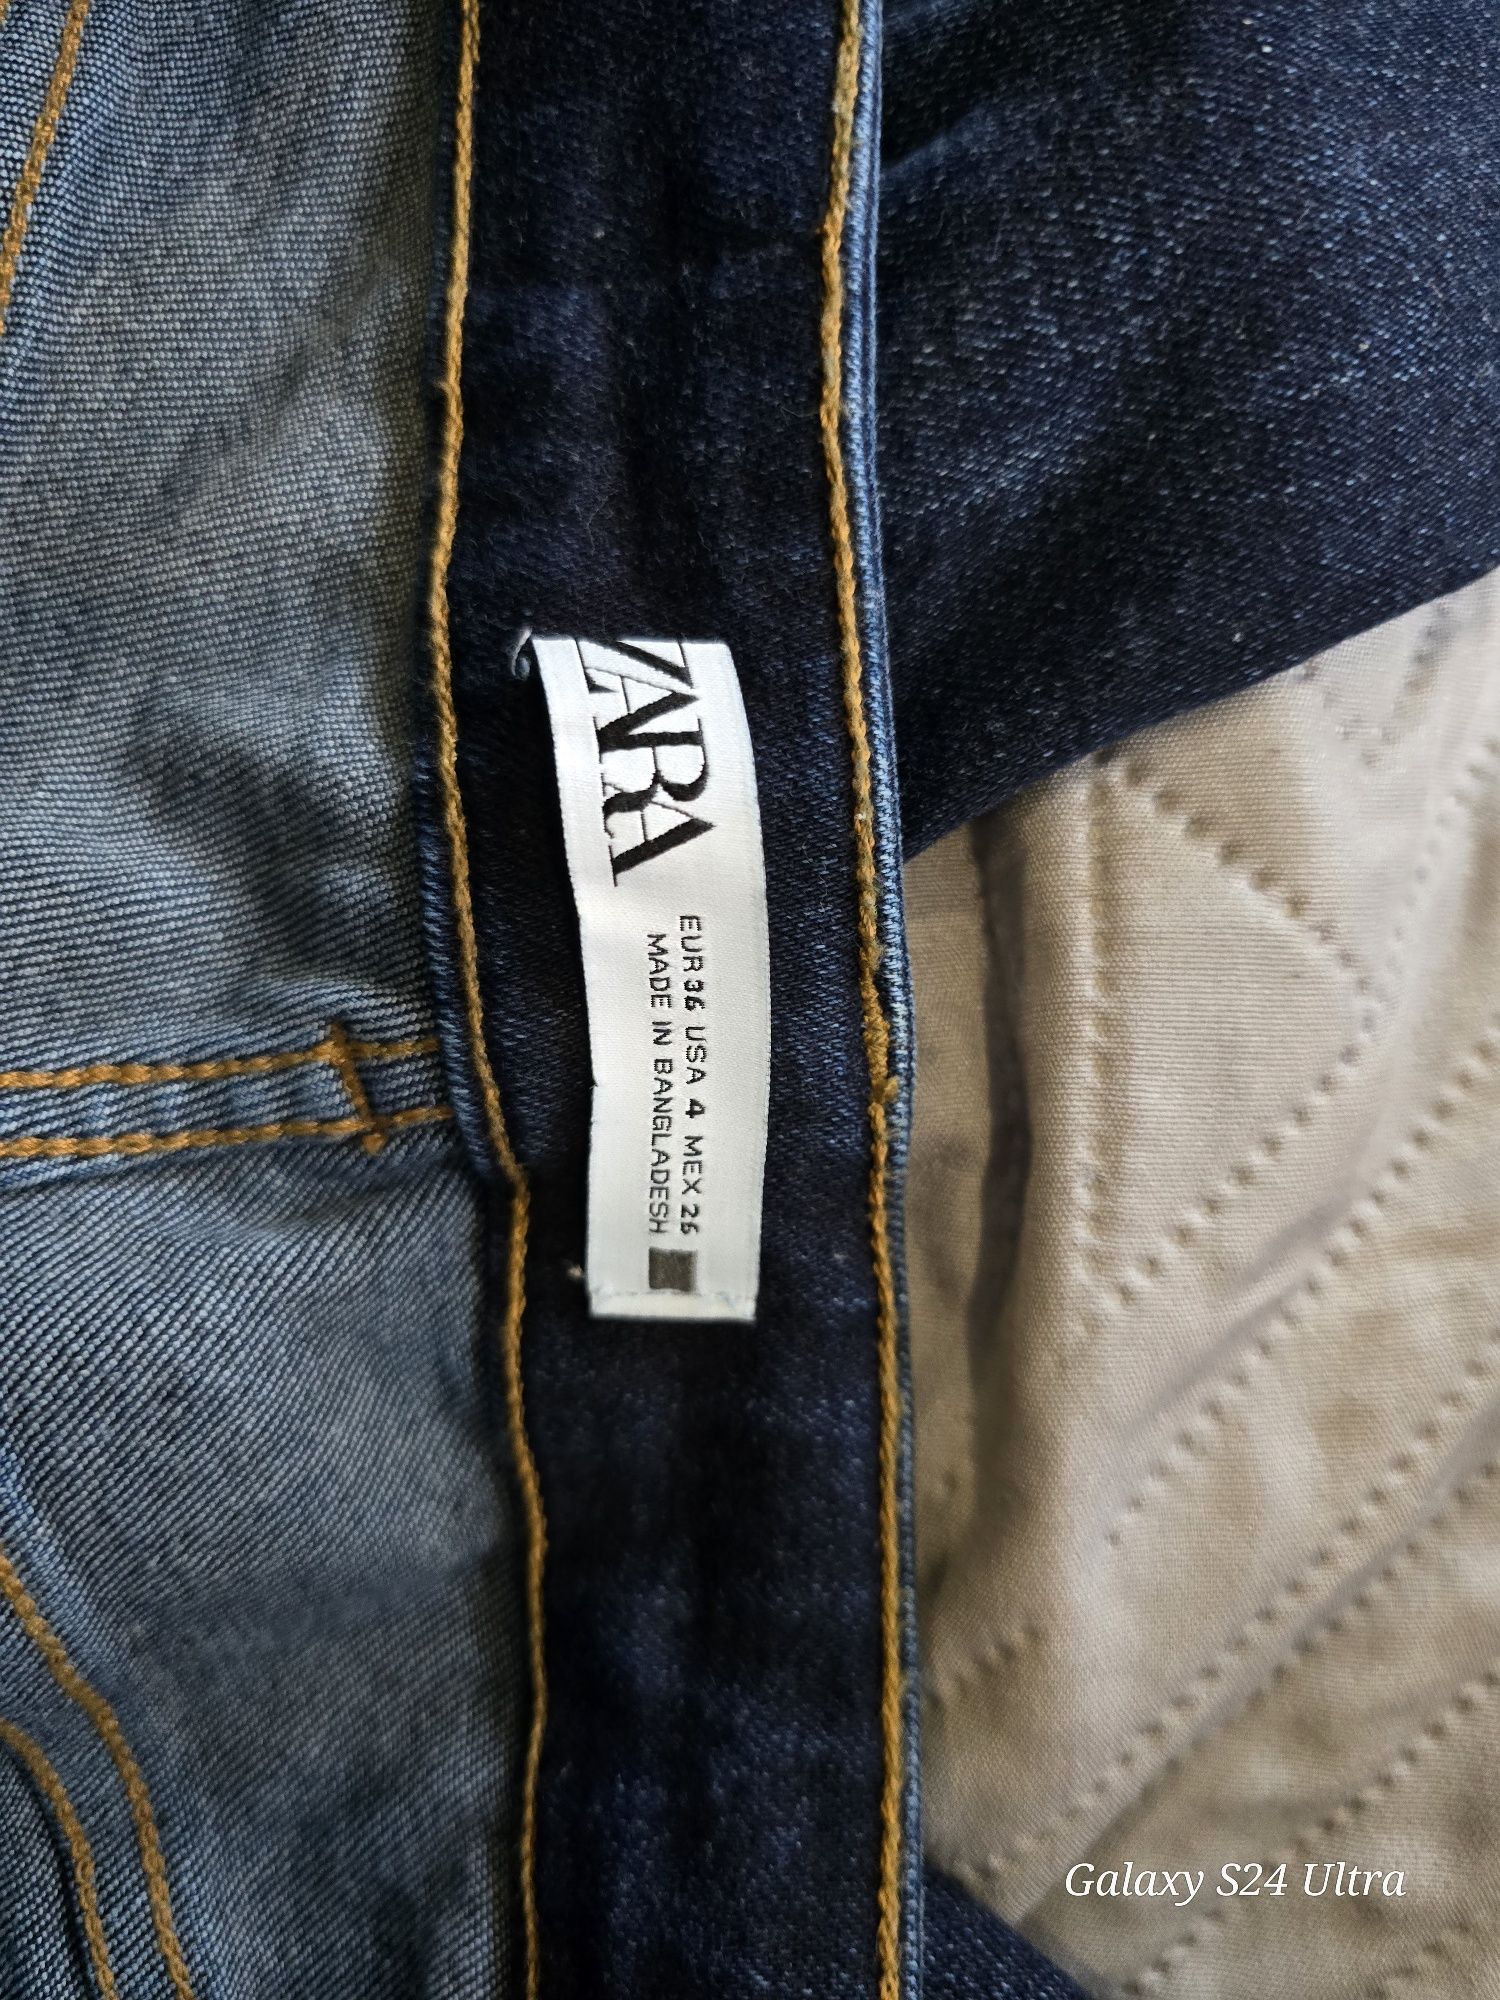 ZARA
EUR 36 USA 4 MEX 26
MADE IN BANGLADESH
Galaxy S24 Ultra